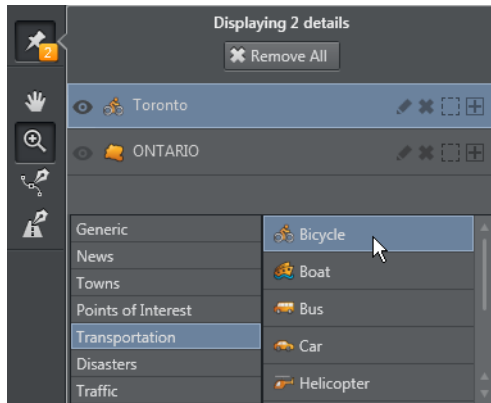 Displaying 2 details
2
Remove All
Toronto
ONTARIO
Generic
News
Towns
Points of Interest
Transportation
Disasters
Traffic
Bicycle
Boat
Bus
Car
Helicopter